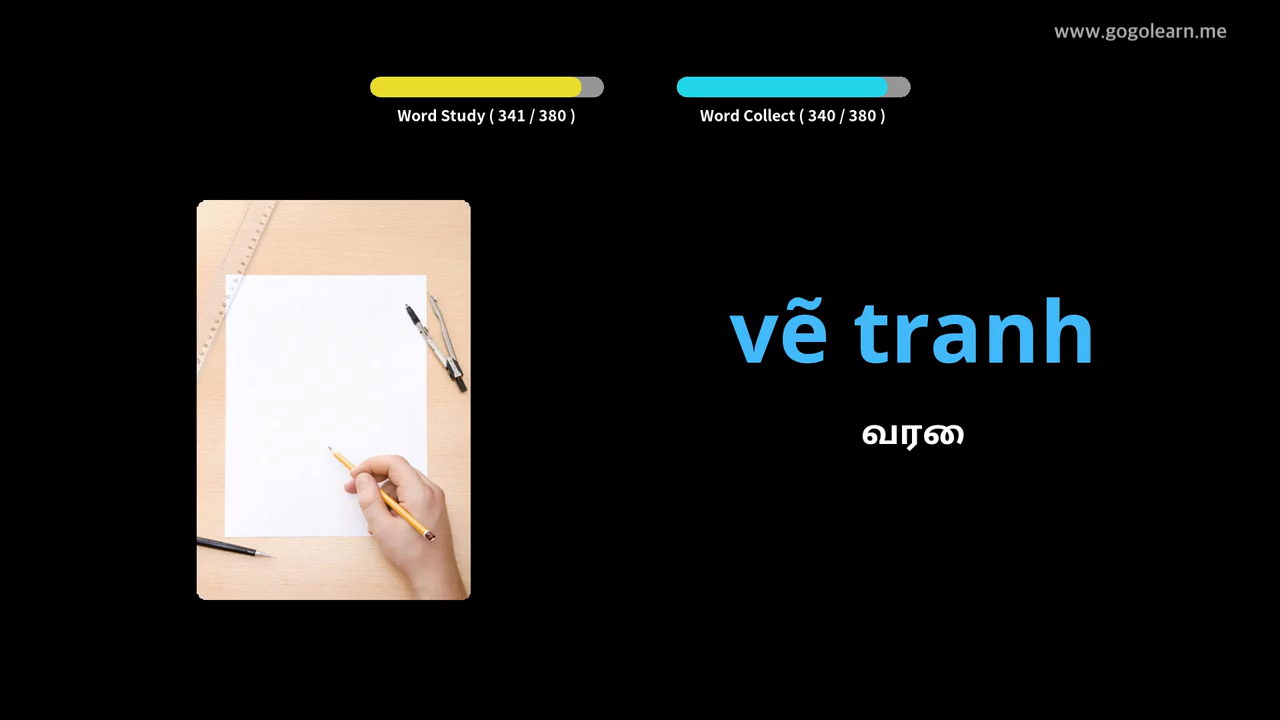 www.gogolearn.me
Word Study ( 341 / 380 )
Word Collect ( 340 / 380 )
vẽ tranh
வரை